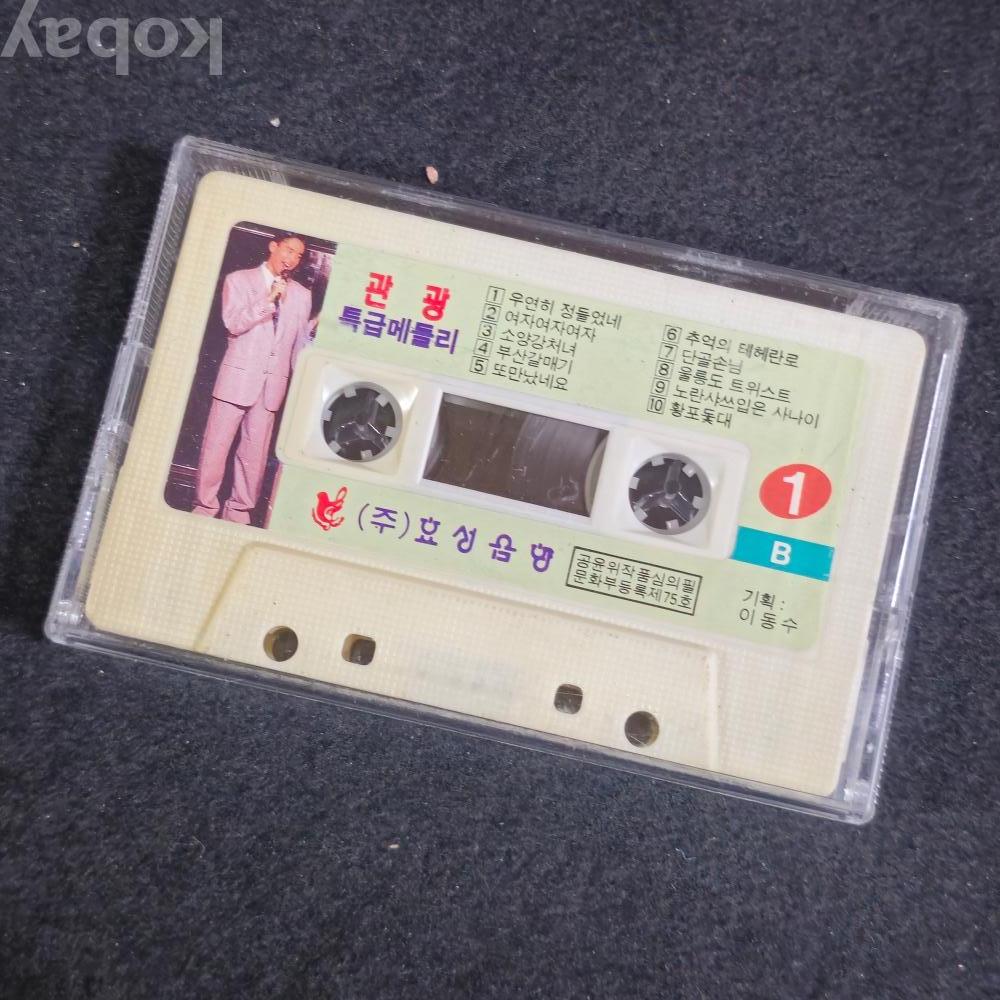 kobay
관광
특급메들리
1 우연히 정들었네
2 여자여자여자
3 소양강처녀
4 부산갈매기
5 또만났네요
6 추억의 테헤란로
7 단골손님
8 울릉도 트위스트
9 노란샤쓰입은 사나이
10 황포돛대
1
B
(주)효성음향
공윤위작품심의필
문화부등록제75호
기획:
이동수